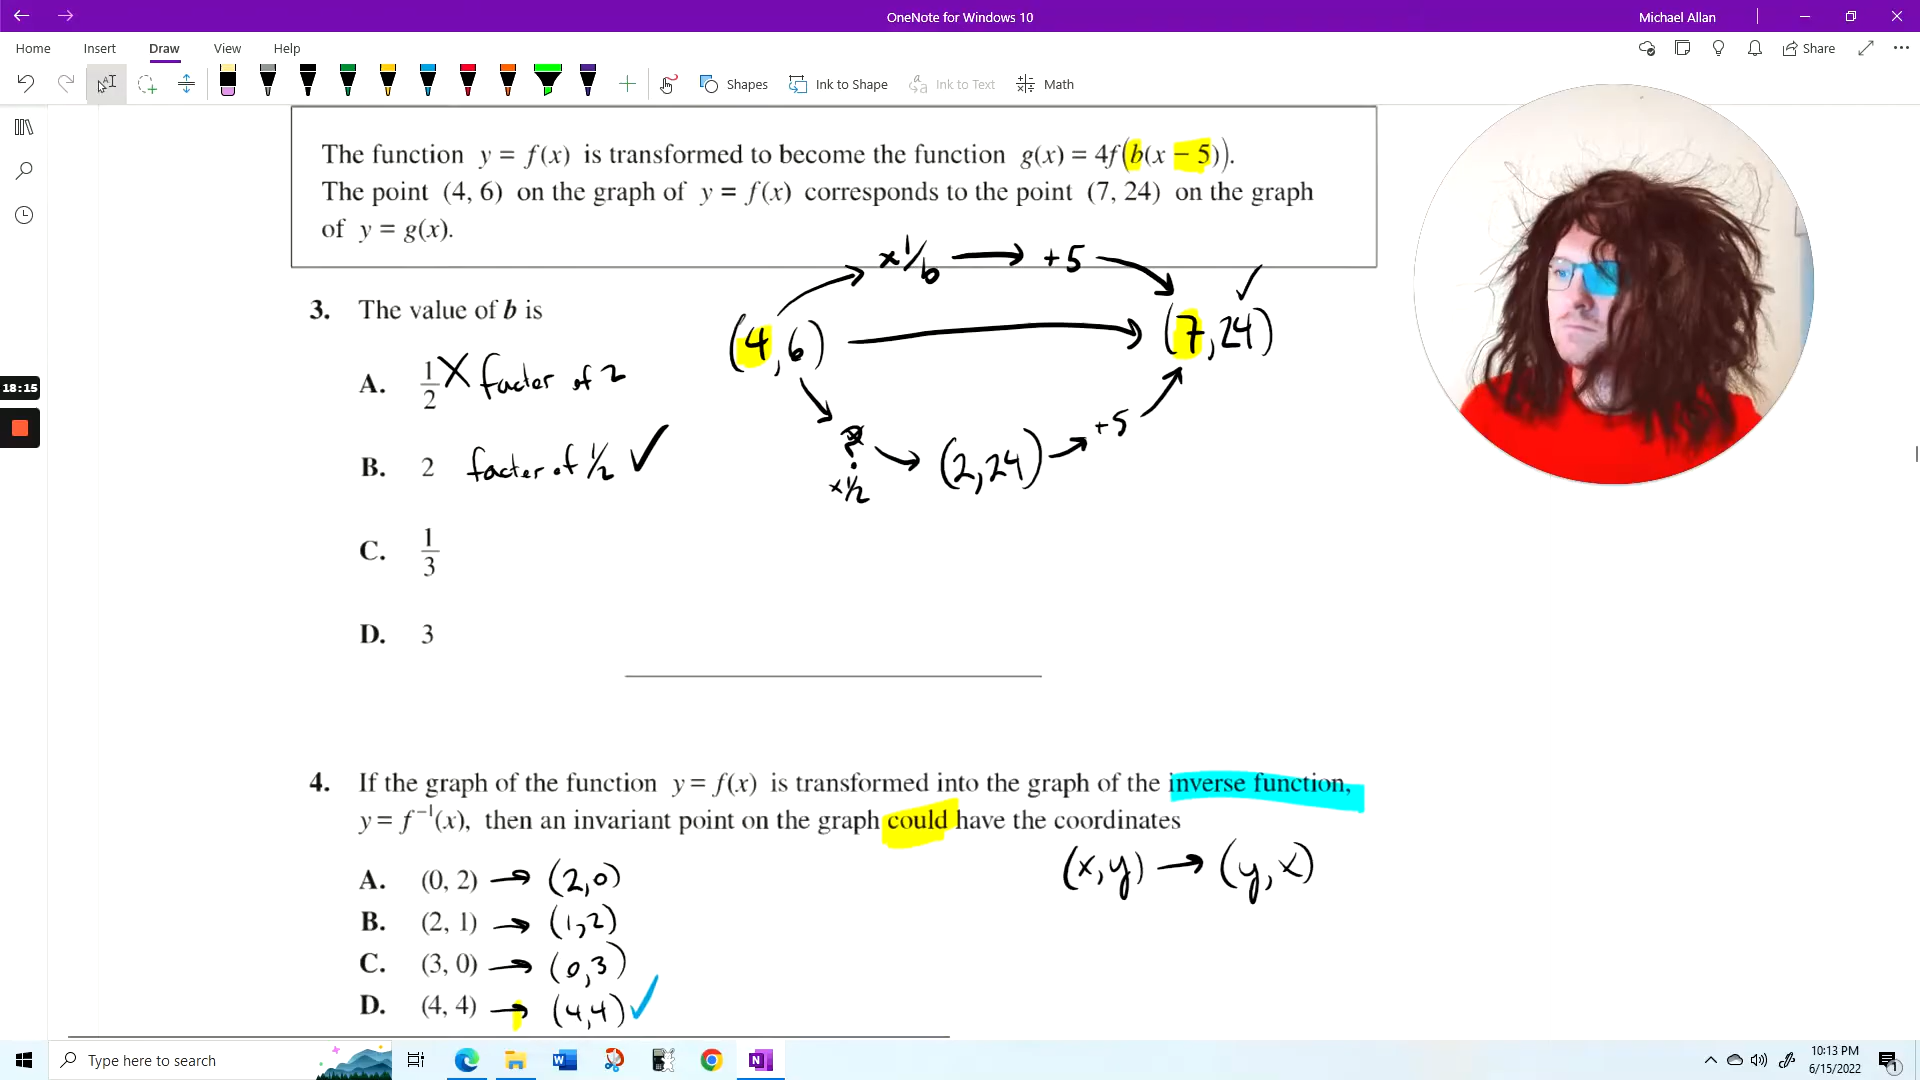 OneNote for Windows 10
Michael Allan
Home Insert Draw View Help
Share
Shapes Ink to Shape Ink to Text Math
The function y = f(x) is transformed to become the function g(x) = 4f(b(x − 5)).
The point (4, 6) on the graph of y = f(x) corresponds to the point (7, 24) on the graph
of y = g(x).
x 1/b → +5
3. The value of b is
(4,6) → (7,24) ✓
A. 1/2 X factor of 2
18:15
B. 2 factor of 1/2 ✓
? → (2,24) → +5
x 1/2
C. 1/3
D. 3
4. If the graph of the function y = f(x) is transformed into the graph of the inverse function,
y = f⁻¹(x), then an invariant point on the graph could have the coordinates
(x,y) → (y,x)
A. (0, 2) → (2,0)
B. (2, 1) → (1,2)
C. (3, 0) → (0,3)
D. (4, 4) → (4,4) ✓
Type here to search
10:13 PM
6/15/2022
1